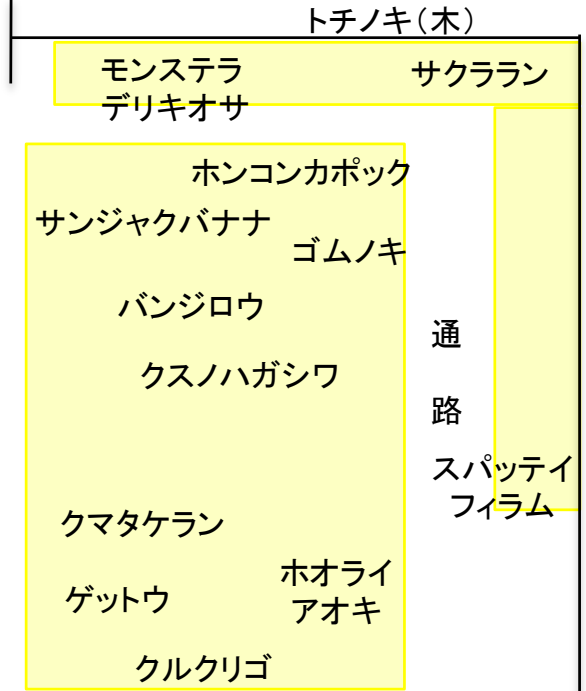 トチノキ(木)
モンステラ
デリキオサ
サクララン
ホンコンカポック
サンジャクバナナ
ゴムノキ
バンジロウ
通
路
クスノハガシワ
スパッテイ
フィラム
クマタケラン
ホオライ
アオキ
ゲットウ
クルクリゴ